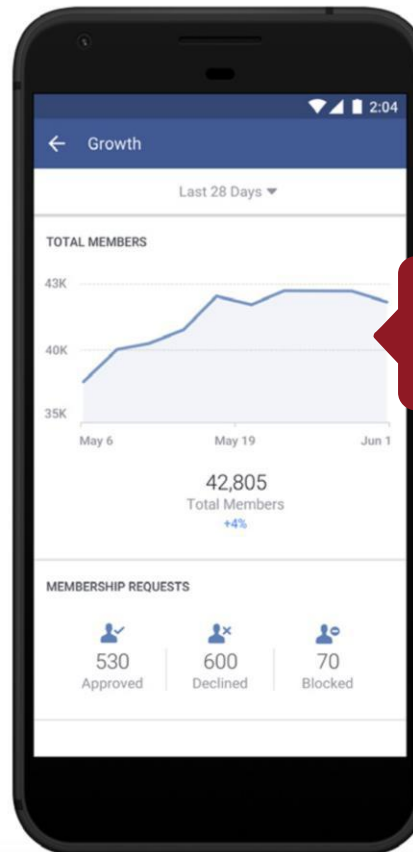 2:04
Growth
Last 28 Days
TOTAL MEMBERS
43K
40K
35K
May 6 May 19 Jun 1
42,805
Total Members
+4%
MEMBERSHIP REQUESTS
530 600 70
Approved Declined Blocked